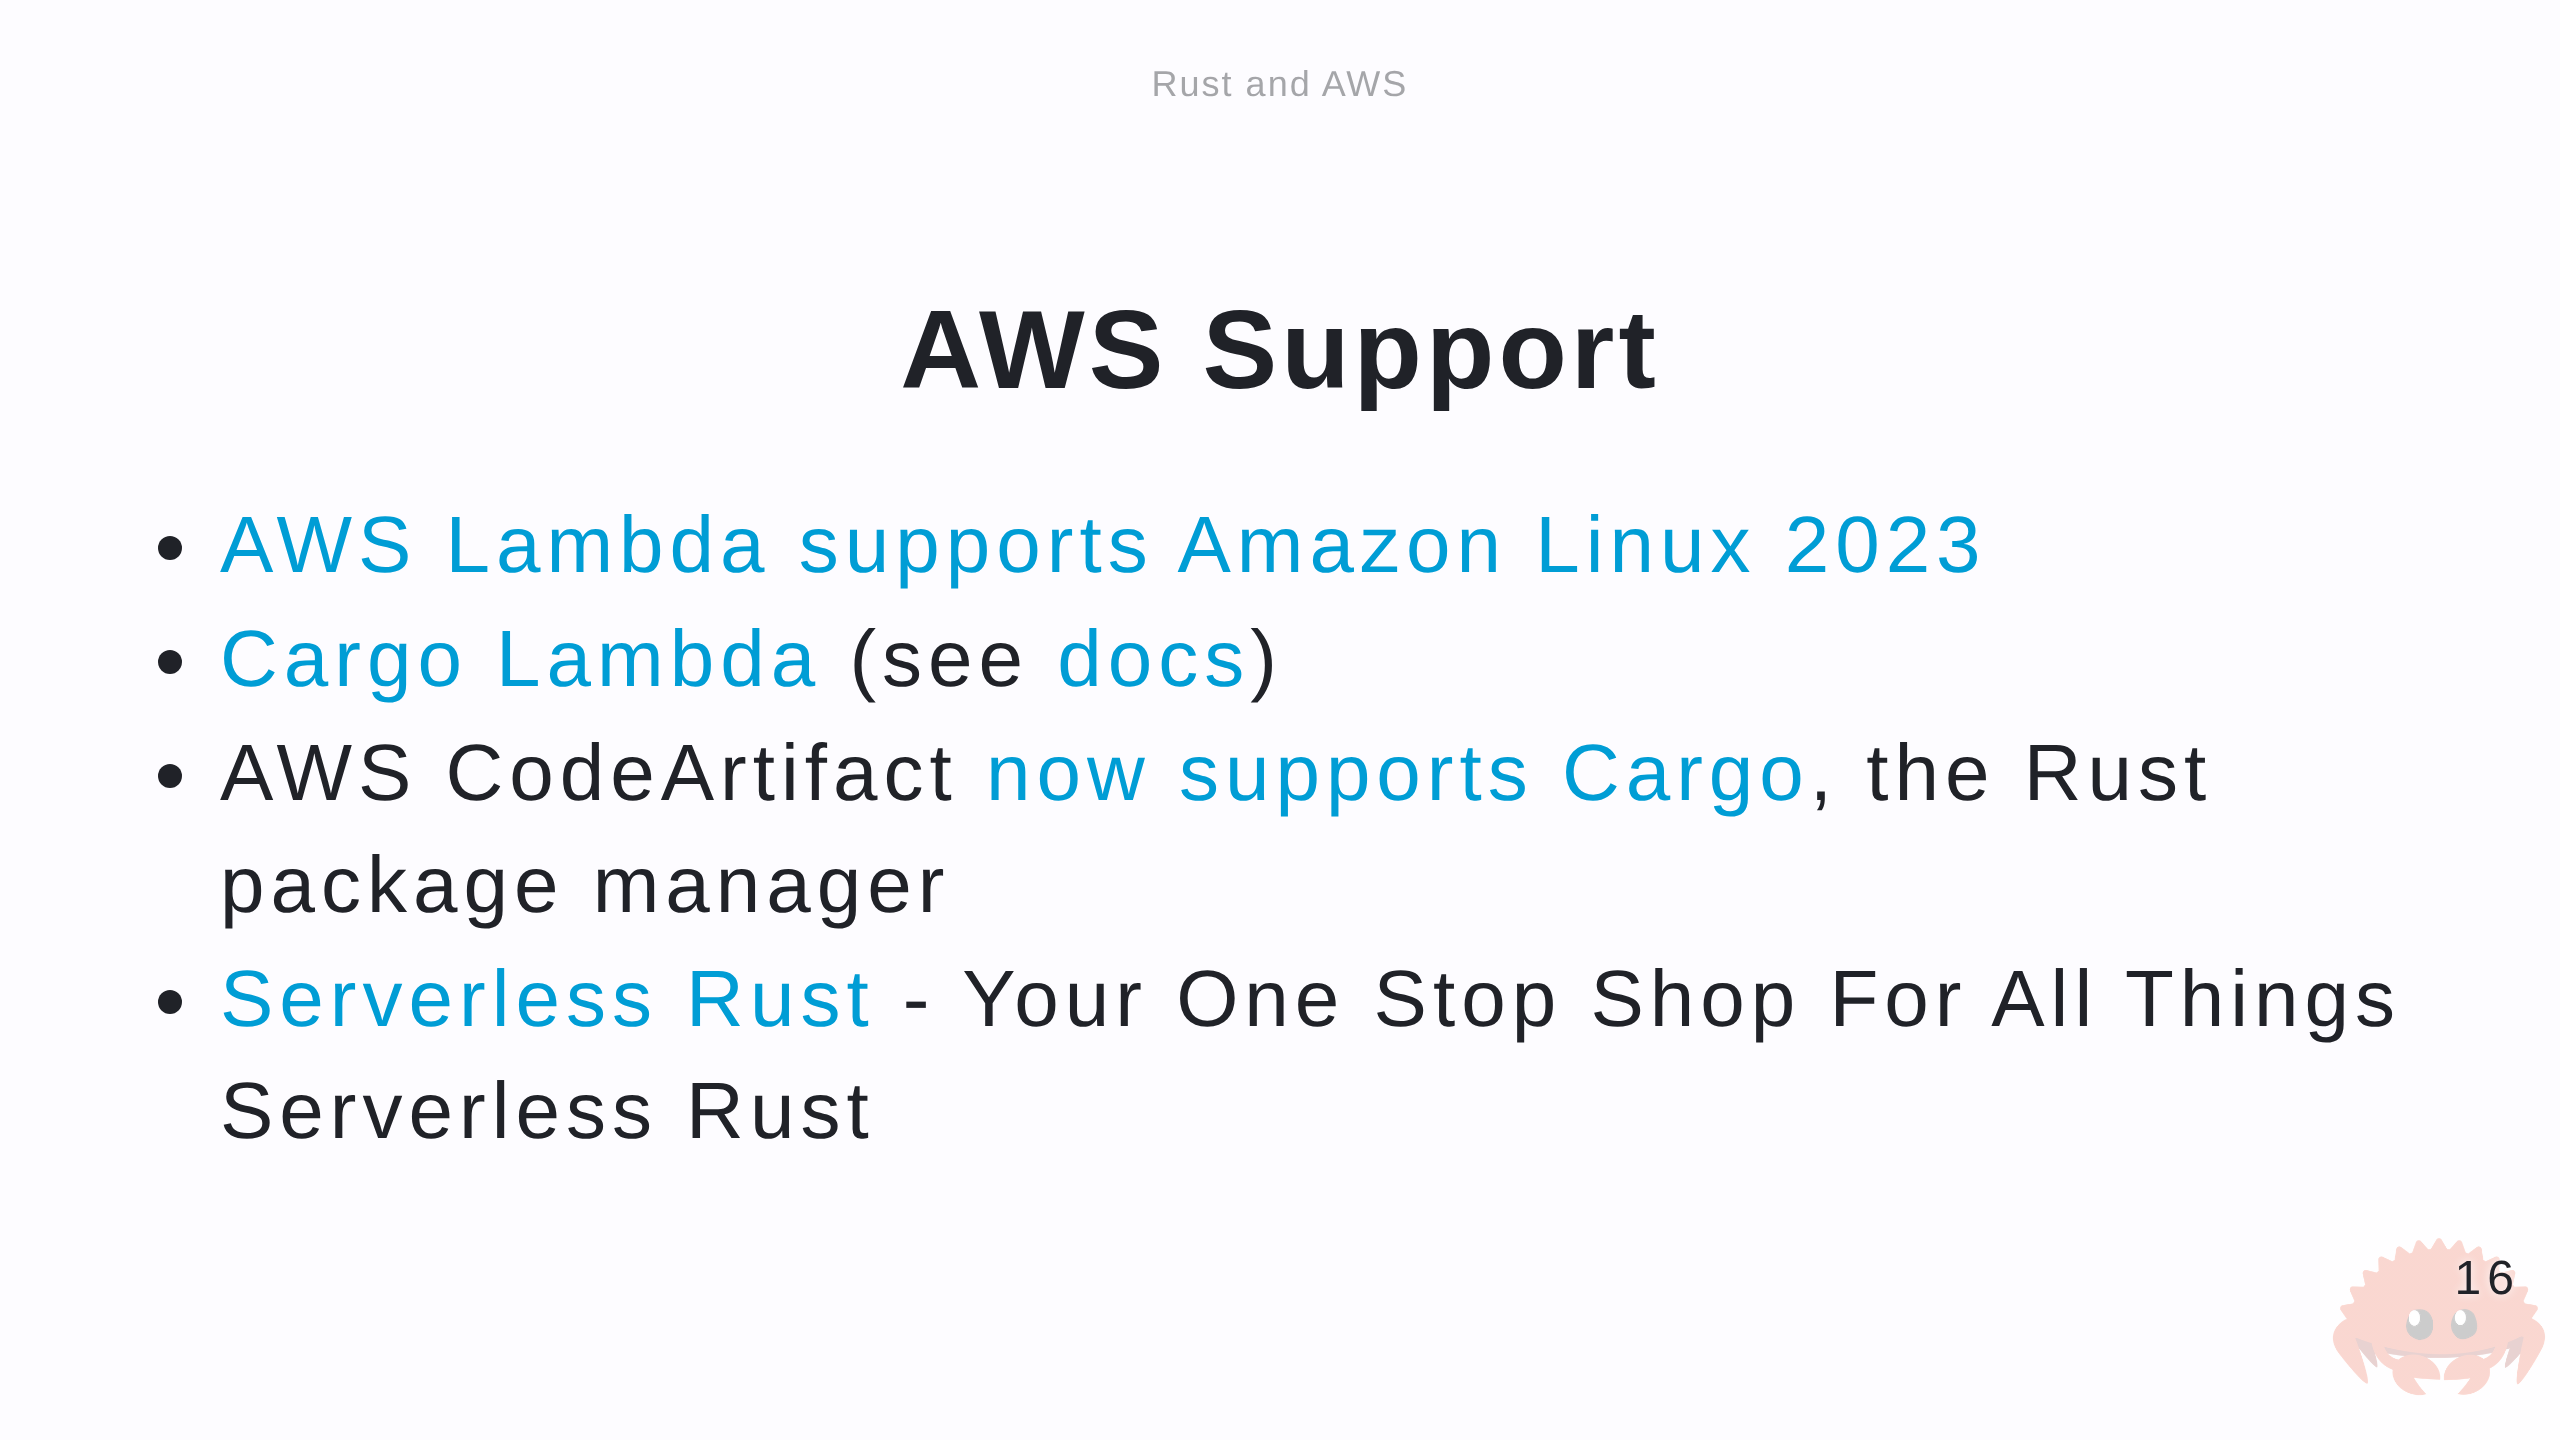 Rust and AWS
AWS Support
• AWS Lambda supports Amazon Linux 2023
• Cargo Lambda (see docs)
• AWS CodeArtifact now supports Cargo, the Rust
package manager
• Serverless Rust - Your One Stop Shop For All Things
Serverless Rust
16